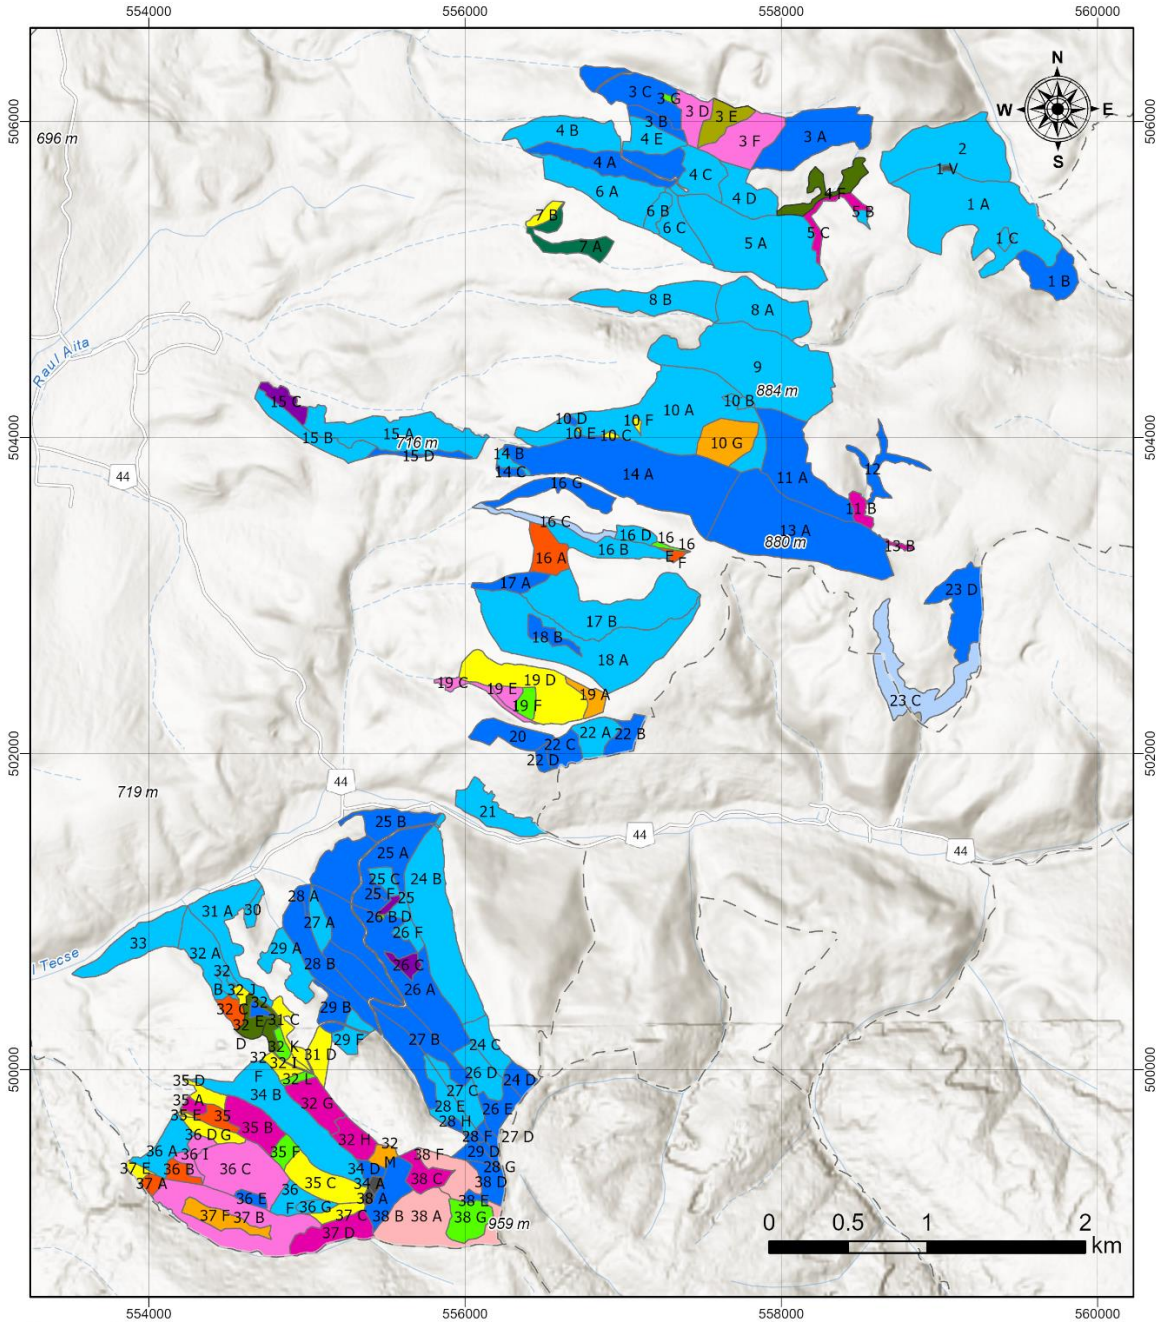 554000 556000 558000 560000
N
W E
S
506000
506000
696 m
3 C
3 G
3 D
3 E
3 B
3 F
3 A
4 B
4 E
4 A
4 C
4 D
4 F
2
1 V
1 A
1 C
1 B
6 A
6 B
6 C
5 A
5 B
5 C
7 B
7 A
8 B
8 A
9
884 m
10 B
10 A
10 D
10 F
10 E
10 C
10 G
504000
504000
Raul Aita
15 C
15 A
15 B
716 m
15 D
44
14 B
14 C
14 A
11 A
12
11 B
13 A
880 m
13 B
16 G
16 C
16 D
16
16
16 B
E
F
16 A
17 A
17 B
18 B
18 A
23 D
23 C
19 C
19 E
19 D
19 A
19 F
20
22 A
22 B
22 C
22 D
502000
502000
719 m
44
21
44
44
25 B
25 A
25 C
24 B
25 E
25
26 B
D
26 F
26 C
26 A
28 A
27 A
28 B
29 A
29 B
29 F
27 B
31 A
30
33
l Tecse
32 A
32
B
32 J
32
32 C
32
E
D
31 C
32 K
32
F
32 I
31 D
32 L
500000
500000
24 C
26 D
24 D
27 C
28 E
26 E
28 H
28 F
27 D
29 D
28 G
35 D
34 B
32 G
35 A
35 E
35
36 D
G
35 B
32 H
32
M
36 A
36 I
35 F
38 F
37 E
36 B
36 C
34 D
38 C
38 D
37 A
35 C
34 A
36
F
36 E
36 G
38 A
38 E
37 F
37 B
37 C
38 B
38 A
38 G
959 m
37 D
0 0.5 1 2
km
554000 556000 558000 560000